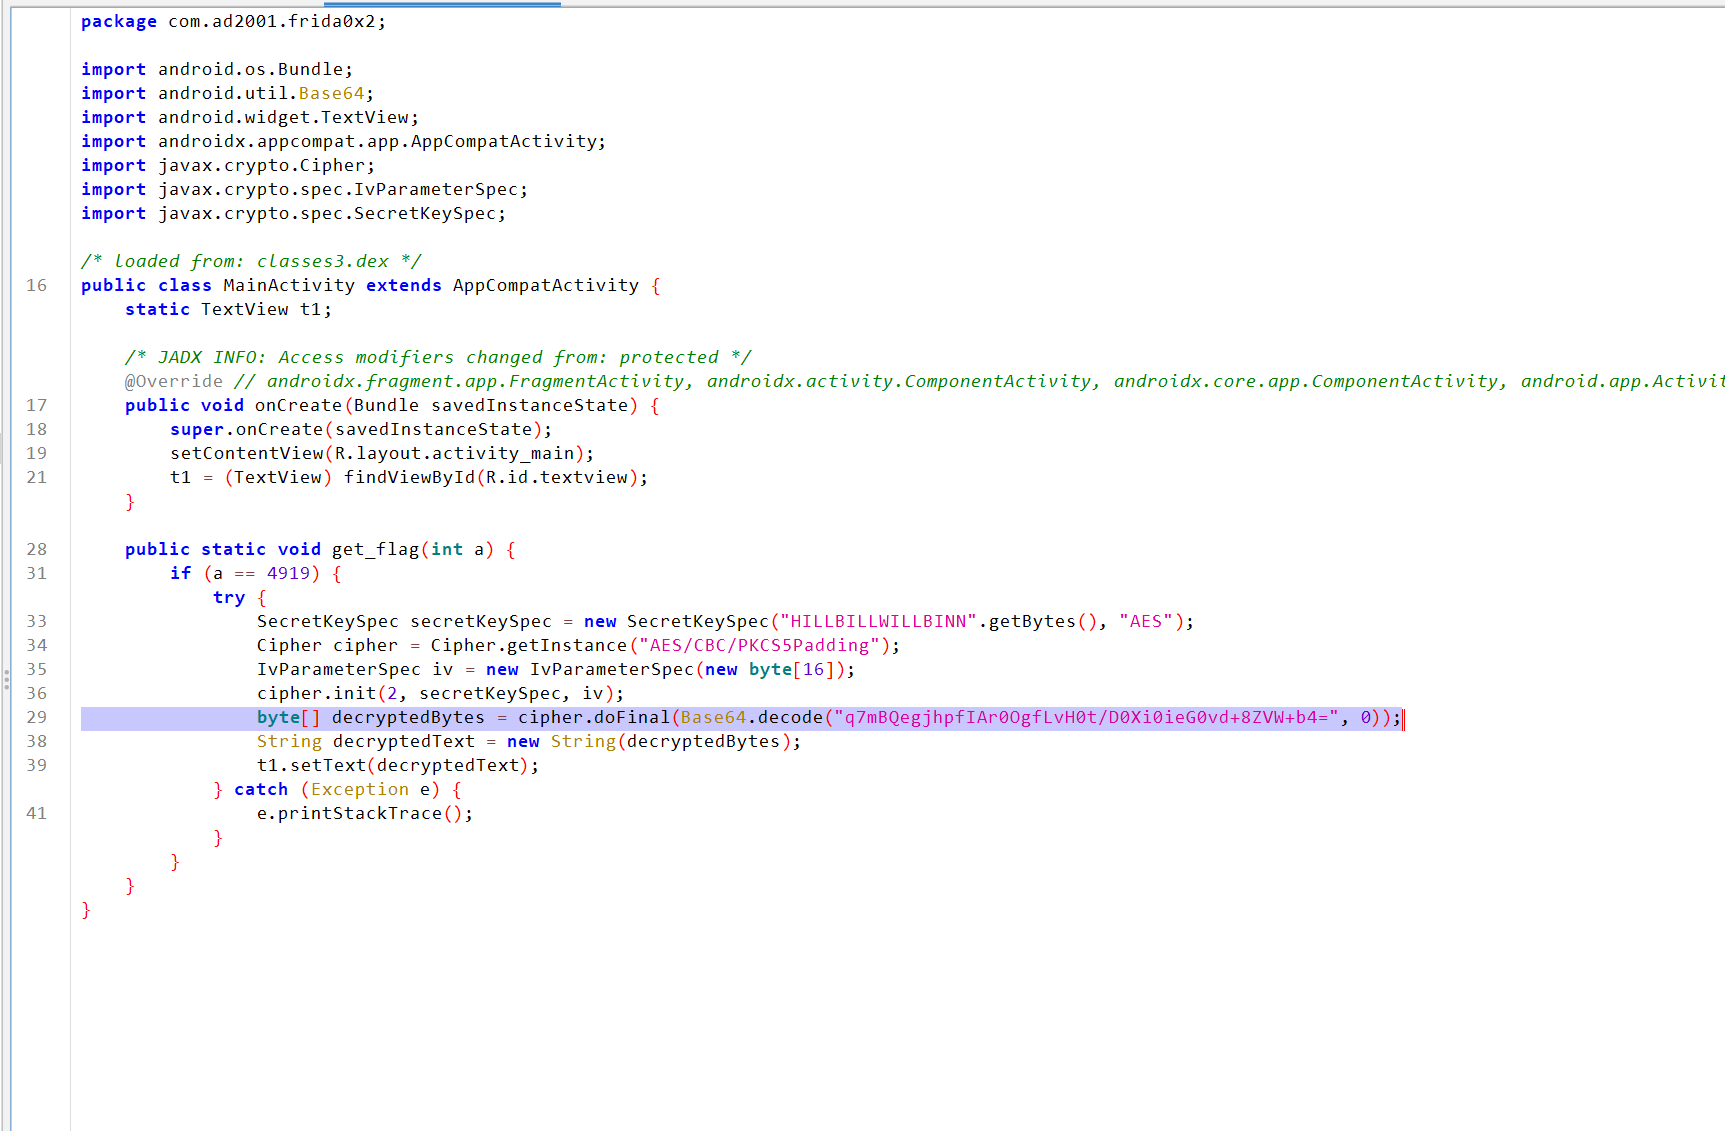 package com.ad2001.frida0x2;
import android.os.Bundle;
import android.util.Base64;
import android.widget.TextView;
import androidx.appcompat.app.AppCompatActivity;
import javax.crypto.Cipher;
import javax.crypto.spec.IvParameterSpec;
import javax.crypto.spec.SecretKeySpec;
/* loaded from: classes3.dex */
16 public class MainActivity extends AppCompatActivity {
static TextView t1;
/* JADX INFO: Access modifiers changed from: protected */
@Override // androidx.fragment.app.FragmentActivity, androidx.activity.ComponentActivity, androidx.core.app.ComponentActivity, android.app.Activit
17 public void onCreate(Bundle savedInstanceState) {
18 super.onCreate(savedInstanceState);
19 setContentView(R.layout.activity_main);
21 t1 = (TextView) findViewById(R.id.textview);
}
28 public static void get_flag(int a) {
31 if (a == 4919) {
try {
33 SecretKeySpec secretKeySpec = new SecretKeySpec("HILLBILLWILLBINN".getBytes(), "AES");
34 Cipher cipher = Cipher.getInstance("AES/CBC/PKCS5Padding");
35 IvParameterSpec iv = new IvParameterSpec(new byte[16]);
36 cipher.init(2, secretKeySpec, iv);
29 byte[] decryptedBytes = cipher.doFinal(Base64.decode("q7mBQegjhpfIAr0OgfLvH0t/D0Xi0ieG0vd+8ZVW+b4=", 0));
38 String decryptedText = new String(decryptedBytes);
39 t1.setText(decryptedText);
} catch (Exception e) {
41 e.printStackTrace();
}
}
}
}